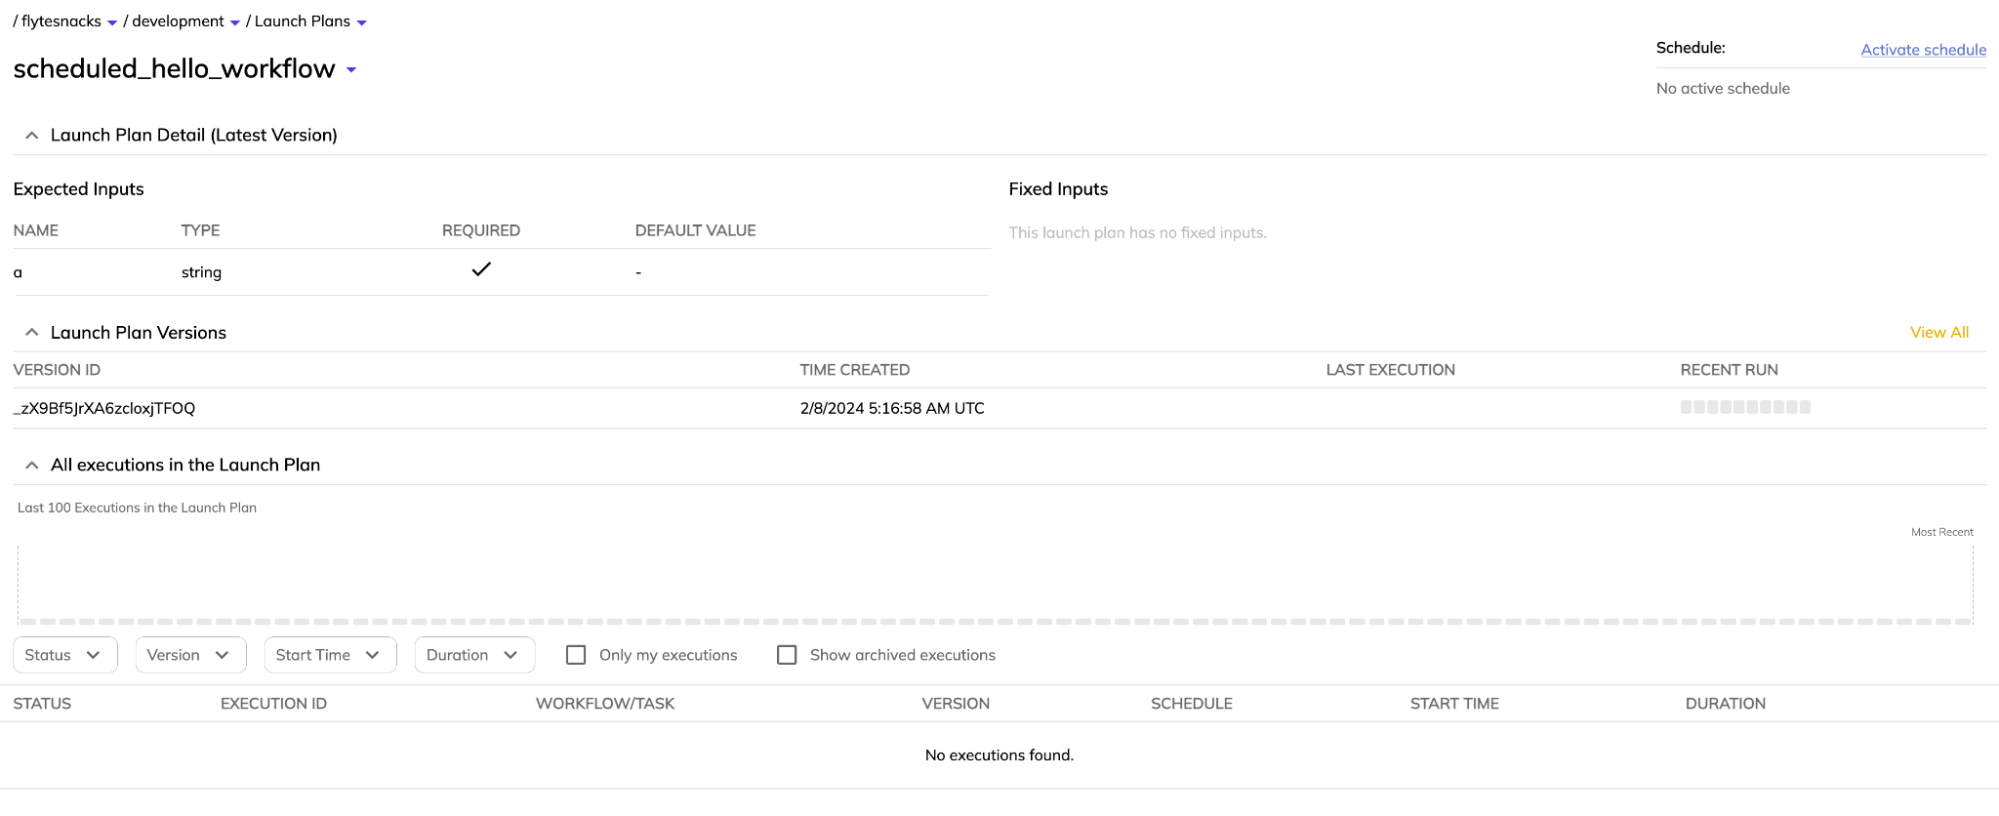 / flytesnacks / development / Launch Plans
scheduled_hello_workflow
Schedule: Activate schedule
No active schedule
Launch Plan Detail (Latest Version)
Expected Inputs
NAME TYPE REQUIRED DEFAULT VALUE
a string -
Fixed Inputs
This launch plan has no fixed inputs.
Launch Plan Versions View All
VERSION ID TIME CREATED LAST EXECUTION RECENT RUN
_zX9Bf5JrXA6zcloxjTFOQ 2/8/2024 5:16:58 AM UTC
All executions in the Launch Plan
Last 100 Executions in the Launch Plan
Most Recent
Status Version Start Time Duration Only my executions Show archived executions
STATUS EXECUTION ID WORKFLOW/TASK VERSION SCHEDULE START TIME DURATION
No executions found.